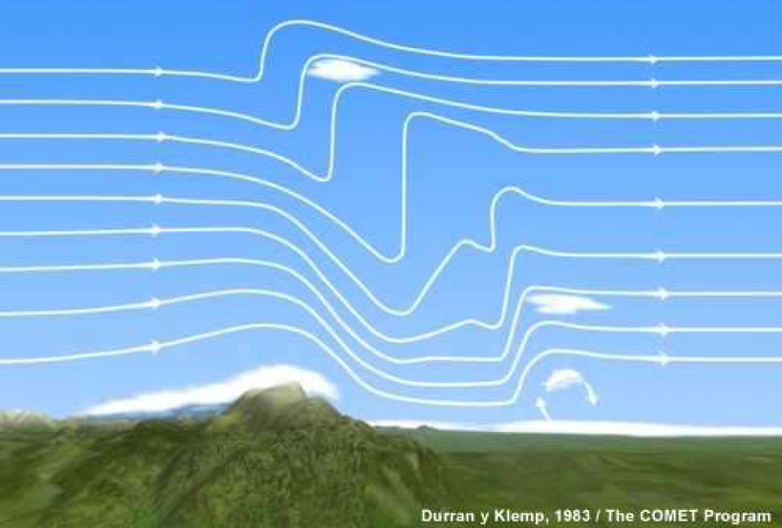 Durran y Klemp, 1983 / The COMET Program